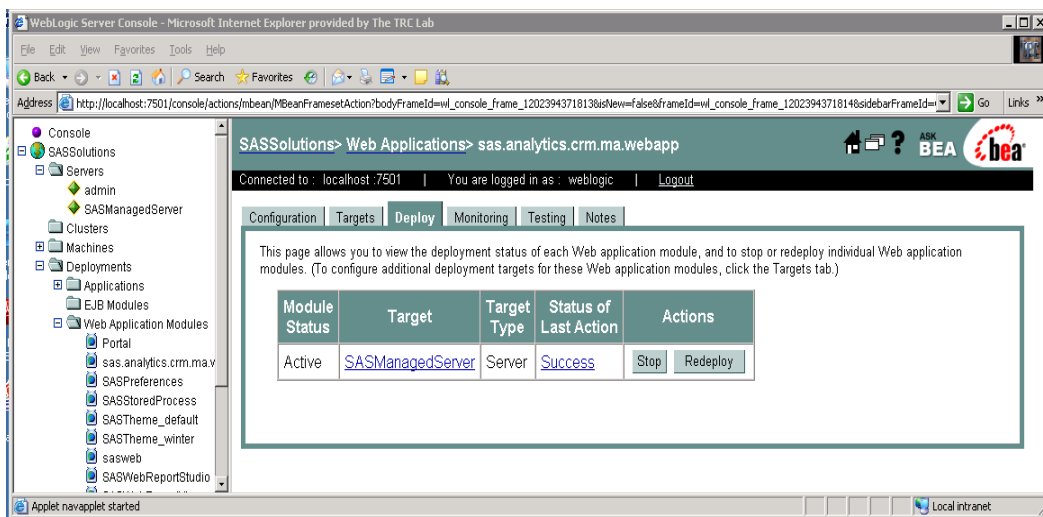 WebLogic Server Console - Microsoft Internet Explorer provided by The TRC Lab
File Edit View Favorites Tools Help
Back Search Favorites
Address http://localhost:7501/console/actions/mbean/MBeanFramesetAction?bodyFrameId=wl_console_frame_1202394371813&isNew=false&frameId=wl_console_frame_1202394371814&sidebarFrameId= Go Links »
Console
SASSolutions
Servers
admin
SASManagedServer
Clusters
Machines
Deployments
Applications
EJB Modules
Web Application Modules
Portal
sas.analytics.crm.ma.v
SASPreferences
SASStoredProcess
SASTheme_default
SASTheme_winter
sasweb
SASWebReportStudio
SASSolutions> Web Applications> sas.analytics.crm.ma.webapp
? ASK BEA bea
Connected to : localhost :7501 | You are logged in as : weblogic | Logout
Configuration Targets Deploy Monitoring Testing Notes
This page allows you to view the deployment status of each Web application module, and to stop or redeploy individual Web application
modules. (To configure additional deployment targets for these Web application modules, click the Targets tab.)
Module Status Target Target Type Status of Last Action Actions
Active SASManagedServer Server Success Stop Redeploy
Applet navapplet started
Local intranet